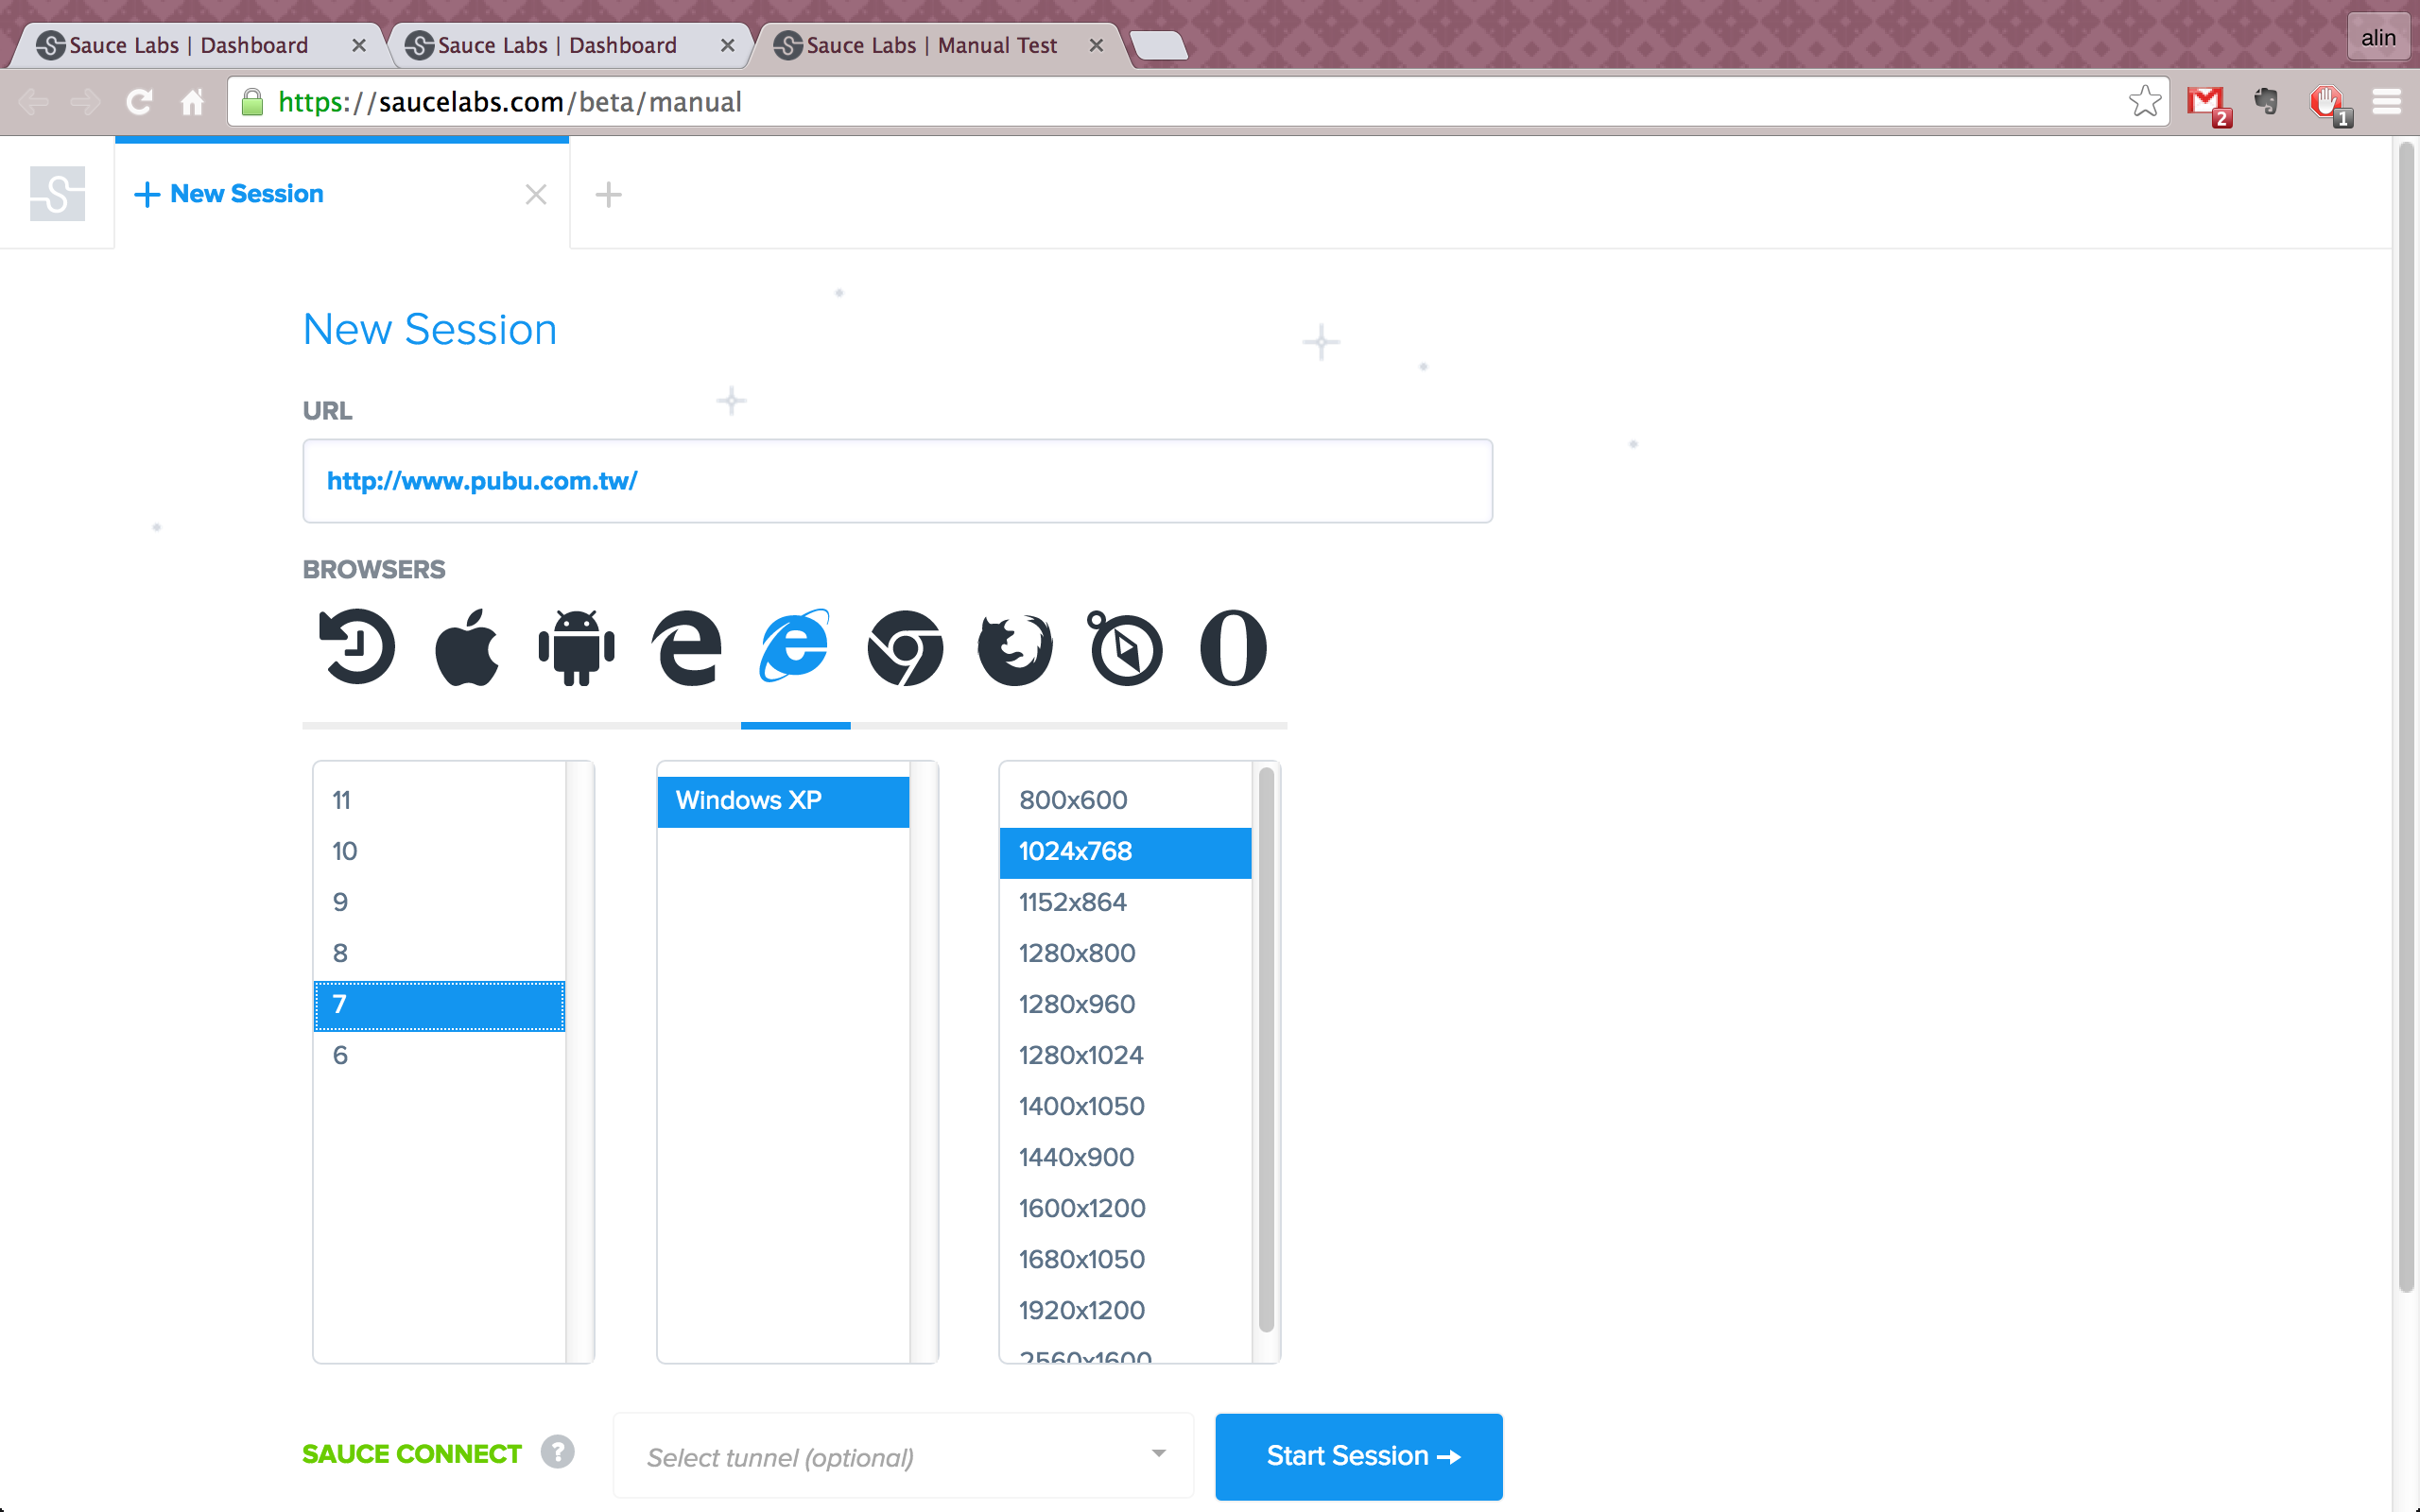 Sauce Labs | Dashboard
Sauce Labs | Dashboard
Sauce Labs | Manual Test
alin
https://saucelabs.com/beta/manual
2
1
New Session
New Session
URL
http://www.pubu.com.tw/
BROWSERS
11
10
9
8
7
6
Windows XP
800x600
1024x768
1152x864
1280x800
1280x960
1280x1024
1400x1050
1440x900
1600x1200
1680x1050
1920x1200
2560x1600
SAUCE CONNECT
?
Select tunnel (optional)
Start Session →